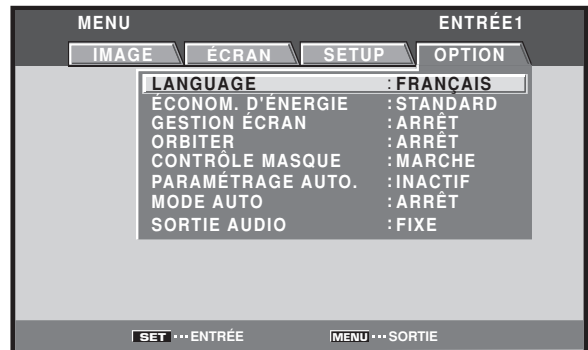 MENU ENTRÉE1
IMAGE ÉCRAN SETUP OPTION
LANGUAGE :FRANÇAIS
ÉCONOM. D'ÉNERGIE :STANDARD
GESTION ÉCRAN :ARRÊT
ORBITER :ARRÊT
CONTRÔLE MASQUE :MARCHE
PARAMÉTRAGE AUTO. :INACTIF
MODE AUTO :ARRÊT
SORTIE AUDIO :FIXE
SET ···ENTRÉE MENU ···SORTIE